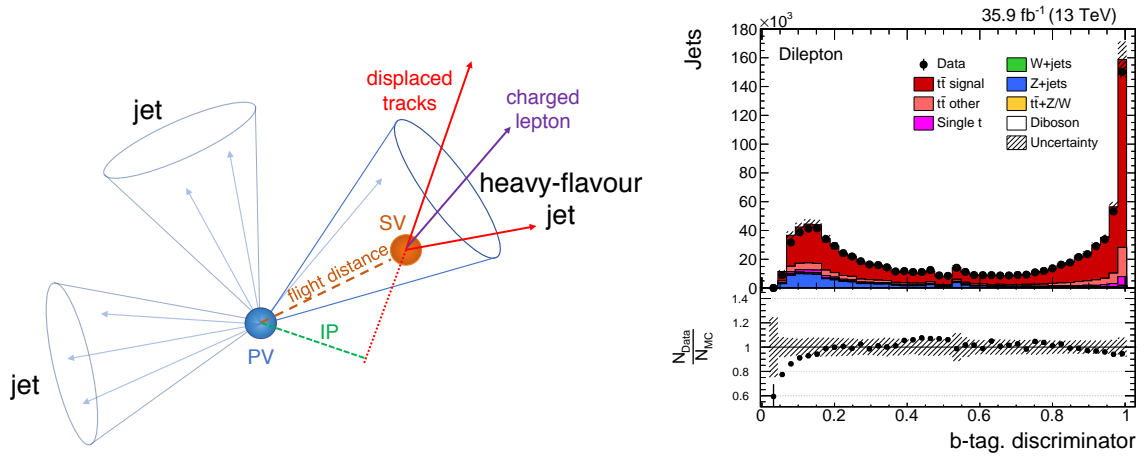 jet
displaced
tracks
charged
lepton
heavy-flavour
jet
SV
flight distance
IP
PV
jet
35.9 fb⁻¹ (13 TeV)
×10³
Jets
180
160
140
120
100
80
60
40
20
0
Dilepton
Data
tt̄ signal
tt̄ other
Single t
W+jets
Z+jets
tt̄+Z/W
Diboson
Uncertainty
N_Data
N_MC
1.4
1.2
1
0.8
0.6
0 0.2 0.4 0.6 0.8 1
b-tag. discriminator